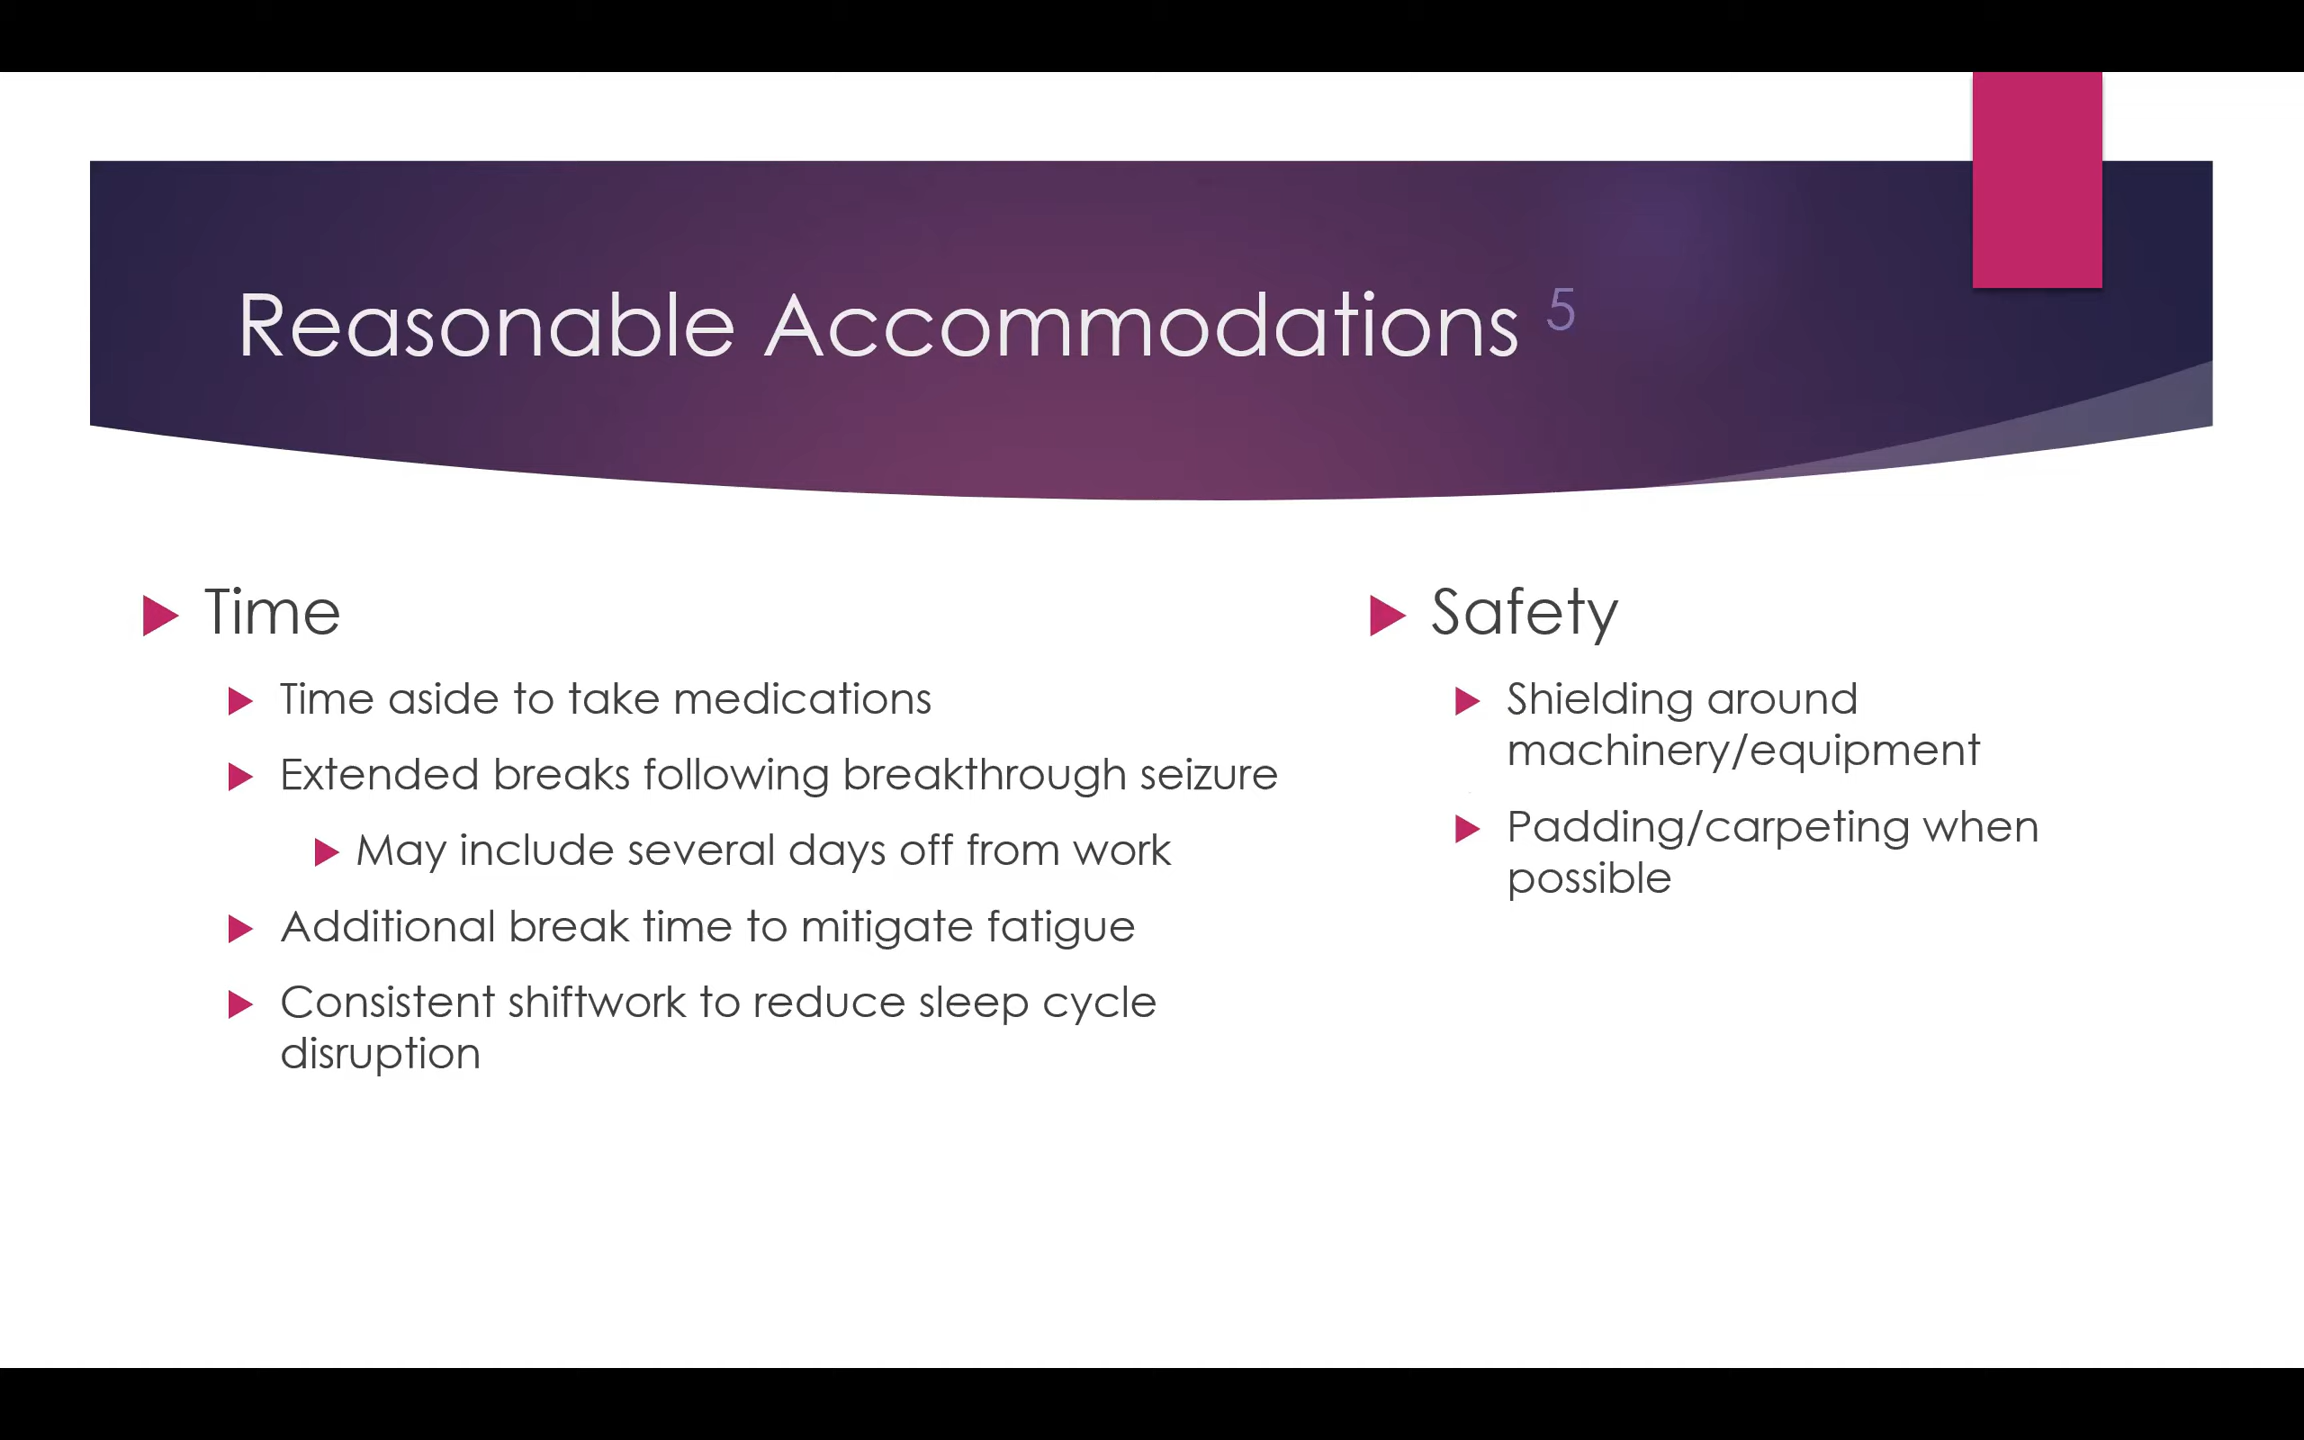 Reasonable Accommodations 5
Time
Time aside to take medications
Extended breaks following breakthrough seizure
May include several days off from work
Additional break time to mitigate fatigue
Consistent shiftwork to reduce sleep cycle
disruption
Safety
Shielding around
machinery/equipment
Padding/carpeting when
possible